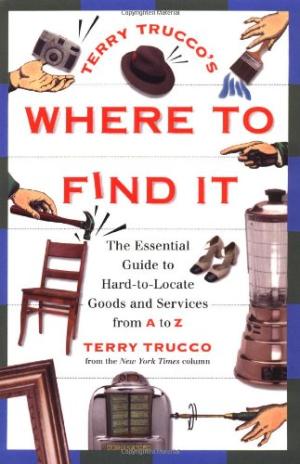 TERRY TRUCCO'S
WHERE TO
FIND IT
The Essential
Guide to
Hard-to-Locate
Goods and Services
from A to Z
TERRY TRUCCO
from the New York Times column